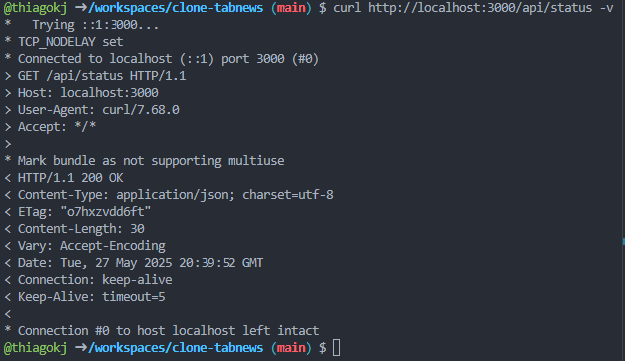 @thiagokj ➜/workspaces/clone-tabnews (main) $ curl http://localhost:3000/api/status -v
*   Trying ::1:3000...
* TCP_NODELAY set
* Connected to localhost (::1) port 3000 (#0)
> GET /api/status HTTP/1.1
> Host: localhost:3000
> User-Agent: curl/7.68.0
> Accept: */*
>
* Mark bundle as not supporting multiuse
< HTTP/1.1 200 OK
< Content-Type: application/json; charset=utf-8
< ETag: "o7hxzvdd6ft"
< Content-Length: 30
< Vary: Accept-Encoding
< Date: Tue, 27 May 2025 20:39:52 GMT
< Connection: keep-alive
< Keep-Alive: timeout=5
<
* Connection #0 to host localhost left intact
@thiagokj ➜/workspaces/clone-tabnews (main) $